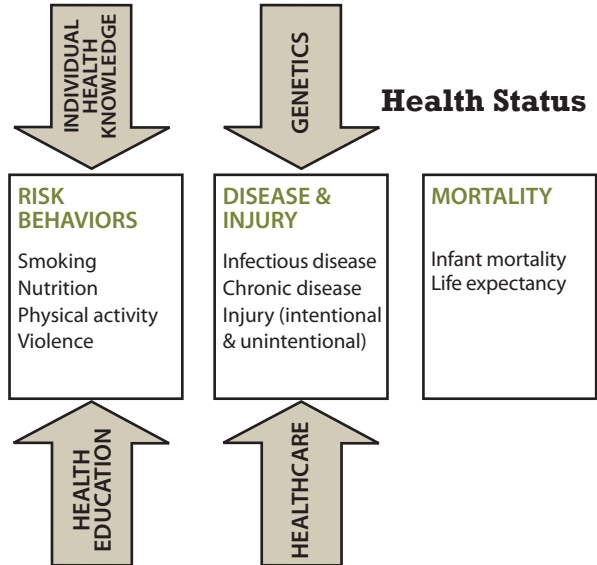 INDIVIDUAL
HEALTH
KNOWLEDGE
GENETICS
Health Status
RISK
BEHAVIORS
Smoking
Nutrition
Physical activity
Violence
DISEASE &
INJURY
Infectious disease
Chronic disease
Injury (intentional
& unintentional)
MORTALITY
Infant mortality
Life expectancy
HEALTH
EDUCATION
HEALTHCARE